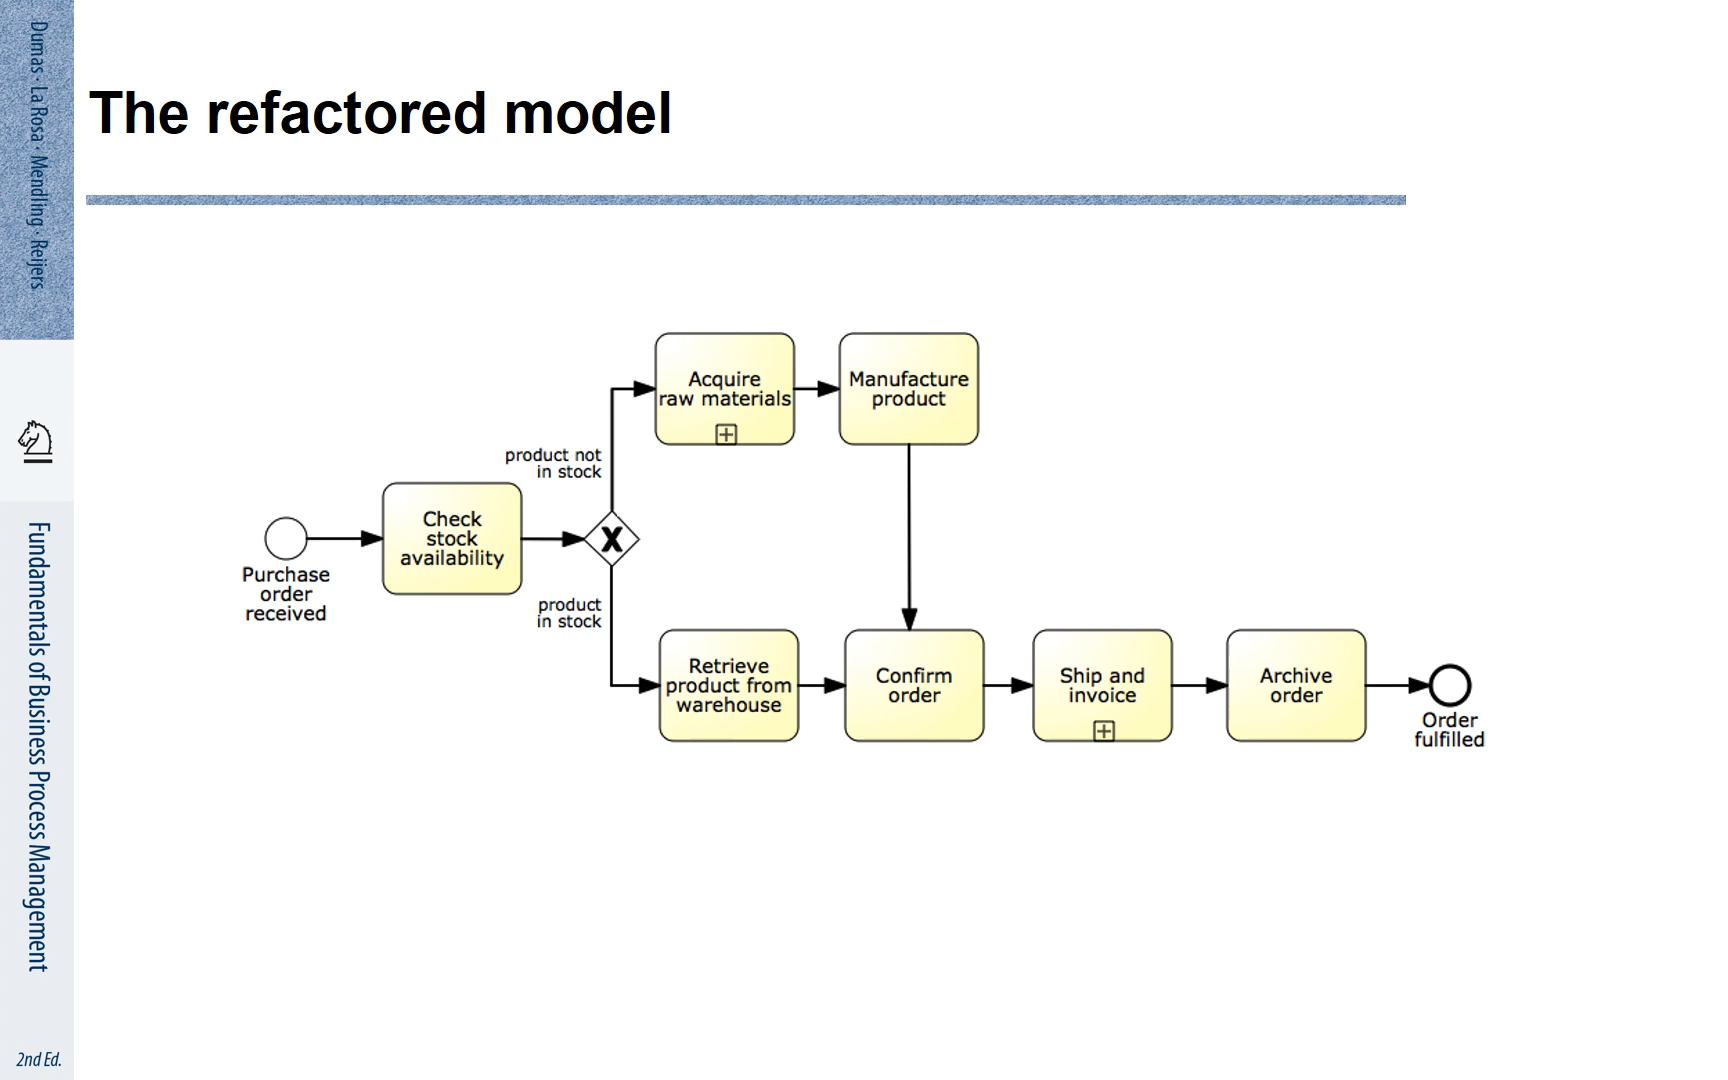 Dumas · La Rosa · Mendling · Reijers
Fundamentals of Business Process Management
2nd Ed.
The refactored model
Purchase
order
received
Check
stock
availability
X
product not
in stock
product
in stock
Acquire
raw materials
Manufacture
product
Retrieve
product from
warehouse
Confirm
order
Ship and
invoice
Archive
order
Order
fulfilled